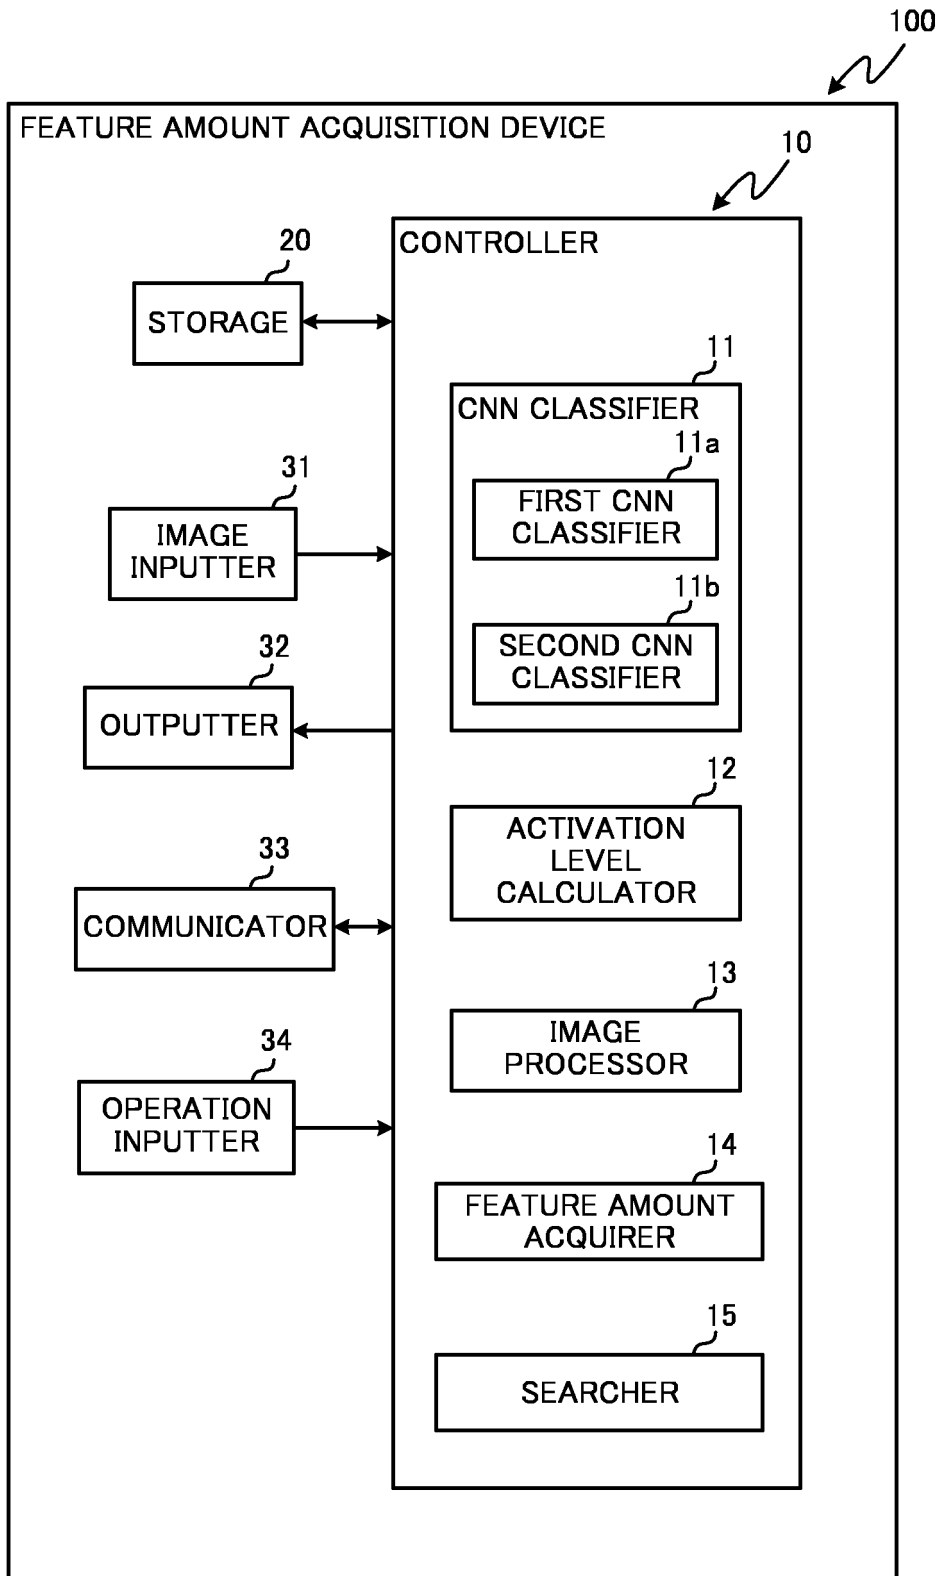 100
FEATURE AMOUNT ACQUISITION DEVICE
10
CONTROLLER
20
STORAGE
11
CNN CLASSIFIER
11a
FIRST CNN
CLASSIFIER
31
IMAGE
INPUTTER
11b
SECOND CNN
CLASSIFIER
32
OUTPUTTER
12
ACTIVATION
LEVEL
CALCULATOR
33
COMMUNICATOR
13
IMAGE
PROCESSOR
34
OPERATION
INPUTTER
14
FEATURE AMOUNT
ACQUIRER
15
SEARCHER